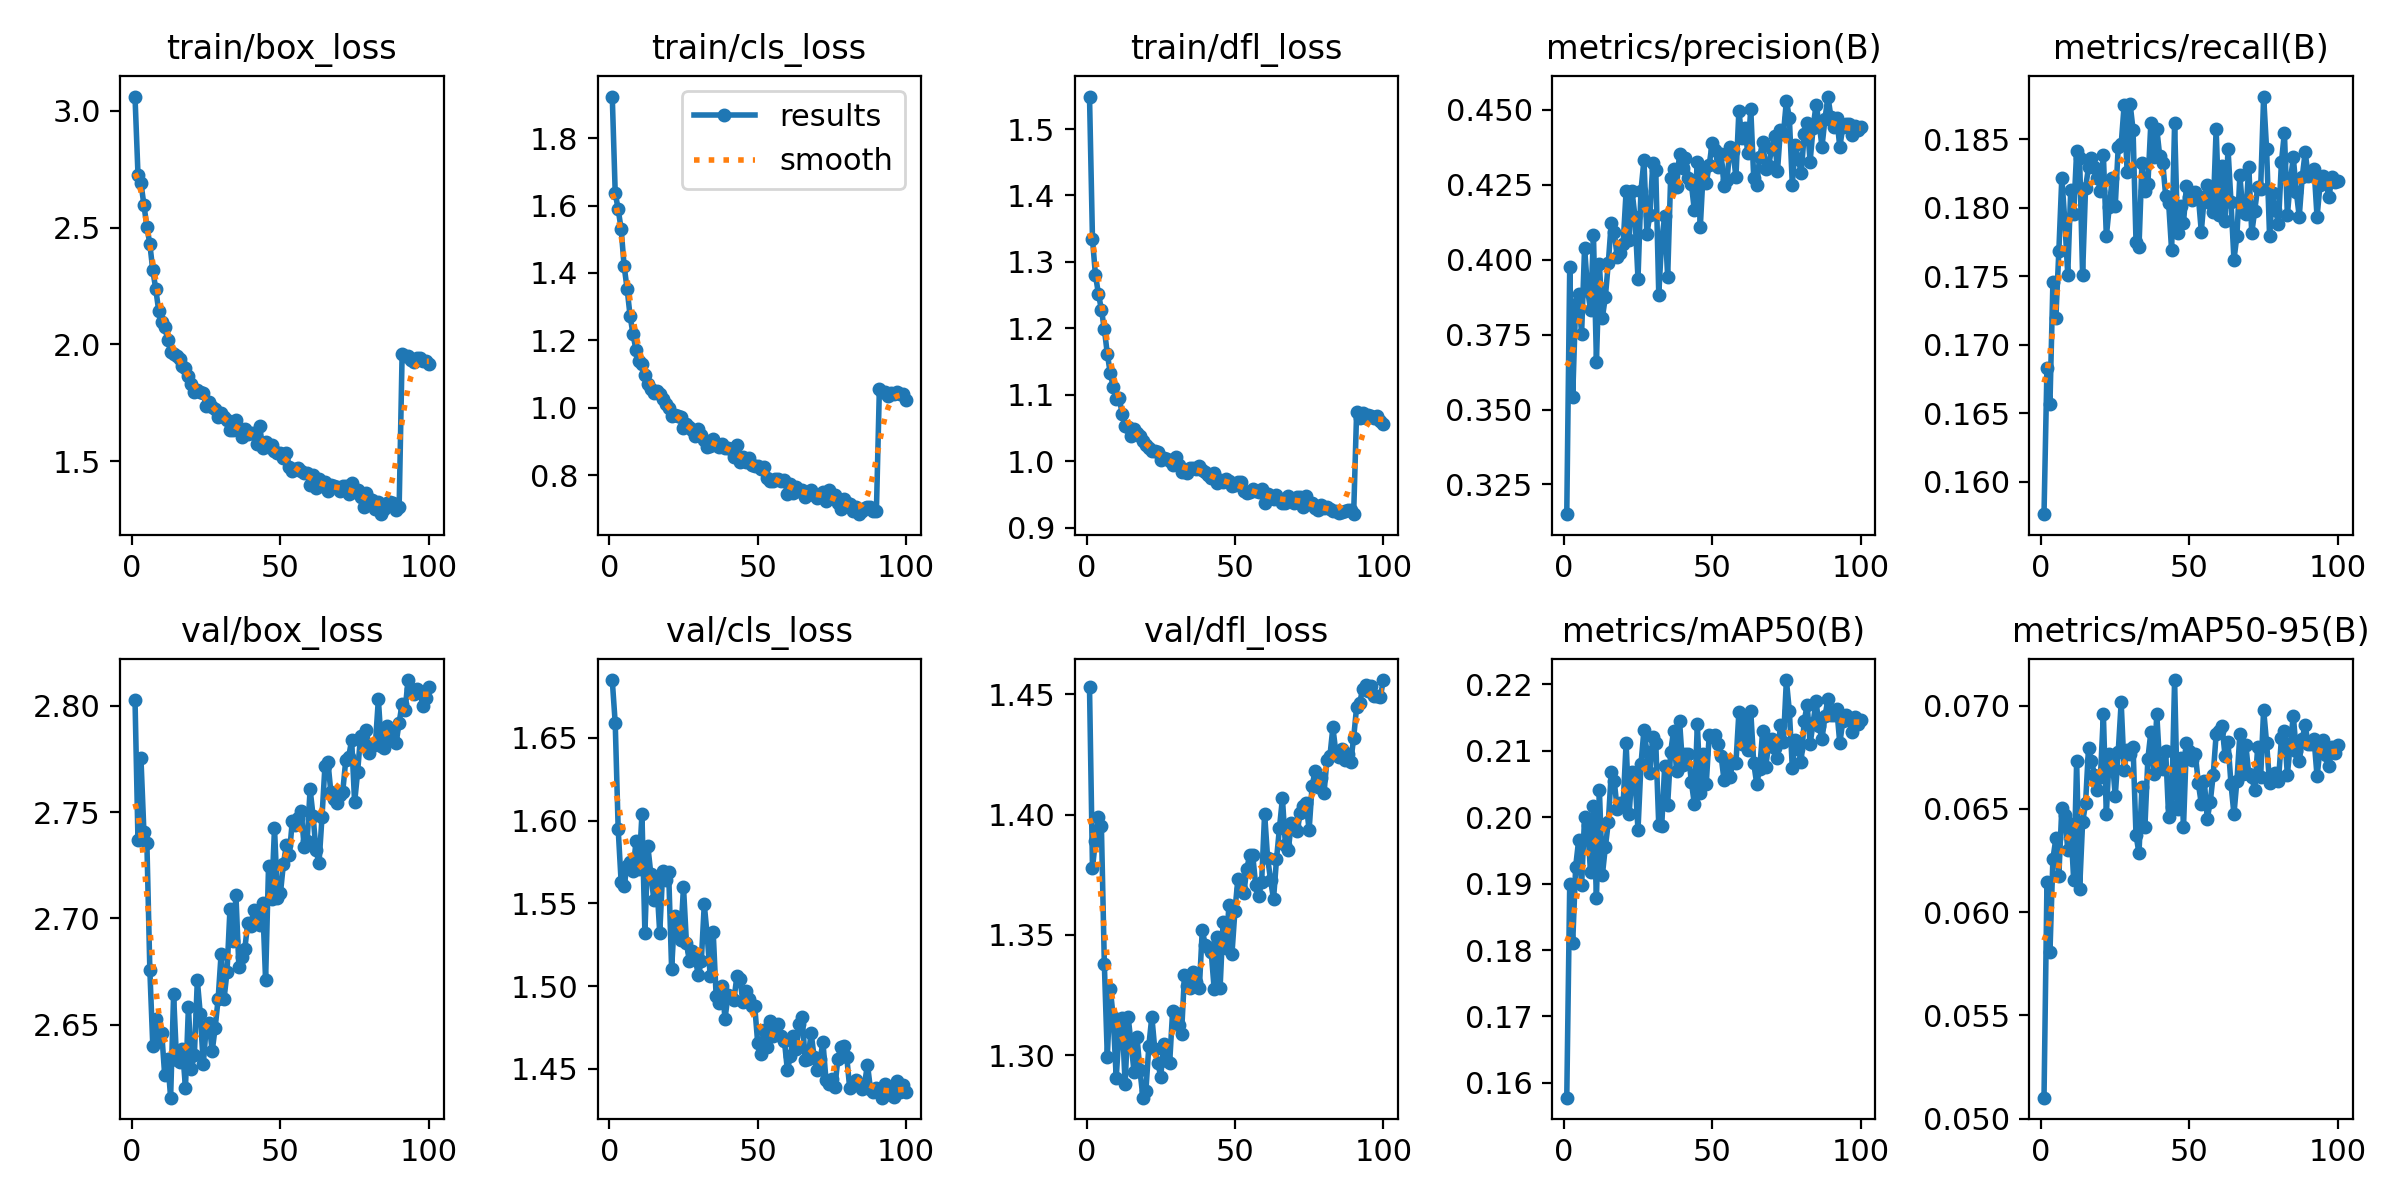 train/box_loss
3.0
2.5
2.0
1.5
0 50 100
train/cls_loss
results
smooth
1.8
1.6
1.4
1.2
1.0
0.8
0 50 100
train/dfl_loss
1.5
1.4
1.3
1.2
1.1
1.0
0.9
0 50 100
metrics/precision(B)
0.450
0.425
0.400
0.375
0.350
0.325
0 50 100
metrics/recall(B)
0.185
0.180
0.175
0.170
0.165
0.160
0 50 100
val/box_loss
2.80
2.75
2.70
2.65
0 50 100
val/cls_loss
1.65
1.60
1.55
1.50
1.45
0 50 100
val/dfl_loss
1.45
1.40
1.35
1.30
0 50 100
metrics/mAP50(B)
0.22
0.21
0.20
0.19
0.18
0.17
0.16
0 50 100
metrics/mAP50-95(B)
0.070
0.065
0.060
0.055
0.050
0 50 100